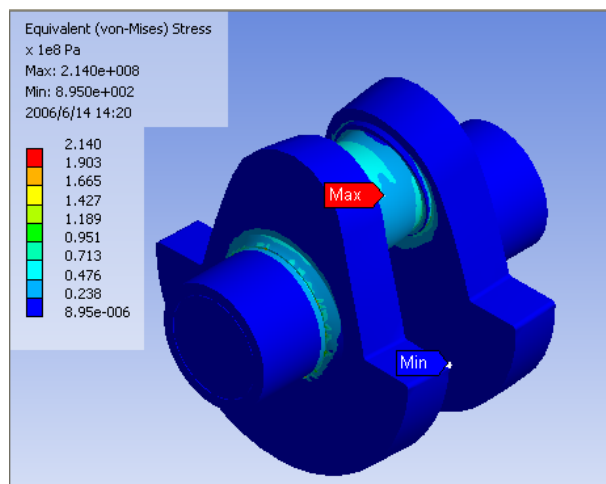 Equivalent (von-Mises) Stress
x 1e8 Pa
Max: 2.140e+008
Min: 8.950e+002
2006/6/14 14:20
2.140
1.903
1.665
1.427
1.189
0.951
0.713
0.476
0.238
8.95e-006
Max
Min